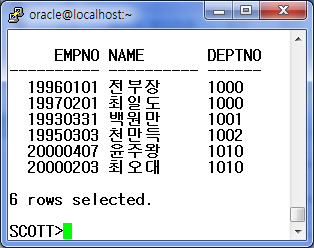 oracle@localhost:~
EMPNO NAME DEPTNO
---------- ---------- ------
19960101 전부장 1000
19970201 최일도 1000
19930331 백원만 1001
19950303 천만득 1002
20000407 윤주왕 1010
20000203 최오대 1010
6 rows selected.
SCOTT>